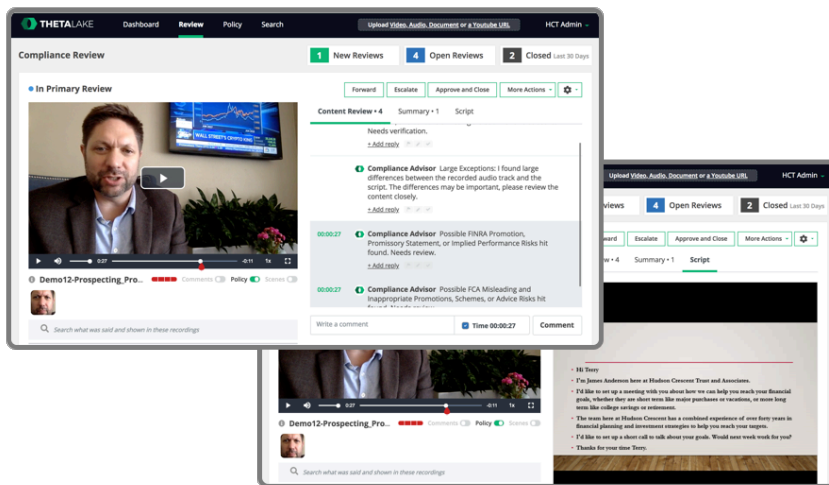 THETALAKE Dashboard Review Policy Search Upload Video, Audio, Document or a Youtube URL HCT Admin
Compliance Review 1 New Reviews 4 Open Reviews 2 Closed Last 30 Days
In Primary Review Forward Escalate Approve and Close More Actions
Content Review • 4 Summary • 1 Script
Needs verification.
+ Add reply
Compliance Advisor Large Exceptions: I found large
differences between the recorded audio track and the
script. The differences may be important, please review the
content closely.
+ Add reply
WALL STREET'S CRYPTO KING
00:00:27 Compliance Advisor Possible FINRA Promotion,
Promissory Statement, or Implied Performance Risks hit
found. Needs review.
+ Add reply
0:27 -0:11 1x
Demo12-Prospecting_Pro... Comments Policy Scenes
00:00:27 Compliance Advisor Possible FCA Misleading and
Inappropriate Promotions, Schemes, or Advice Risks hit
Search what was said and shown in these recordings
Write a comment Time 00:00:27 Comment
Upload Video, Audio, Document or a Youtube URL HCT Admin
views 4 Open Reviews 2 Closed Last 30 Days
ward Escalate Approve and Close More Actions
w • 4 Summary • 1 Script
• Hi Terry
• I'm James Anderson here at Hudson Crescent Trust and Associates.
• I'd like to set up a meeting with you about how we can help you reach your financial
goals, whether they are short term like major purchases or vacations, or more long
term like college savings or retirement.
• The team here at Hudson Crescent has a combined experience of over forty years in
financial planning and investment strategies to help you reach your targets.
• I'd like to set up a short call to talk about your goals. Would next week work for you?
• Thanks for your time Terry.
0:27 -0:11 1x
Demo12-Prospecting_Pro... Comments Policy Scenes
Search what was said and shown in these recordings